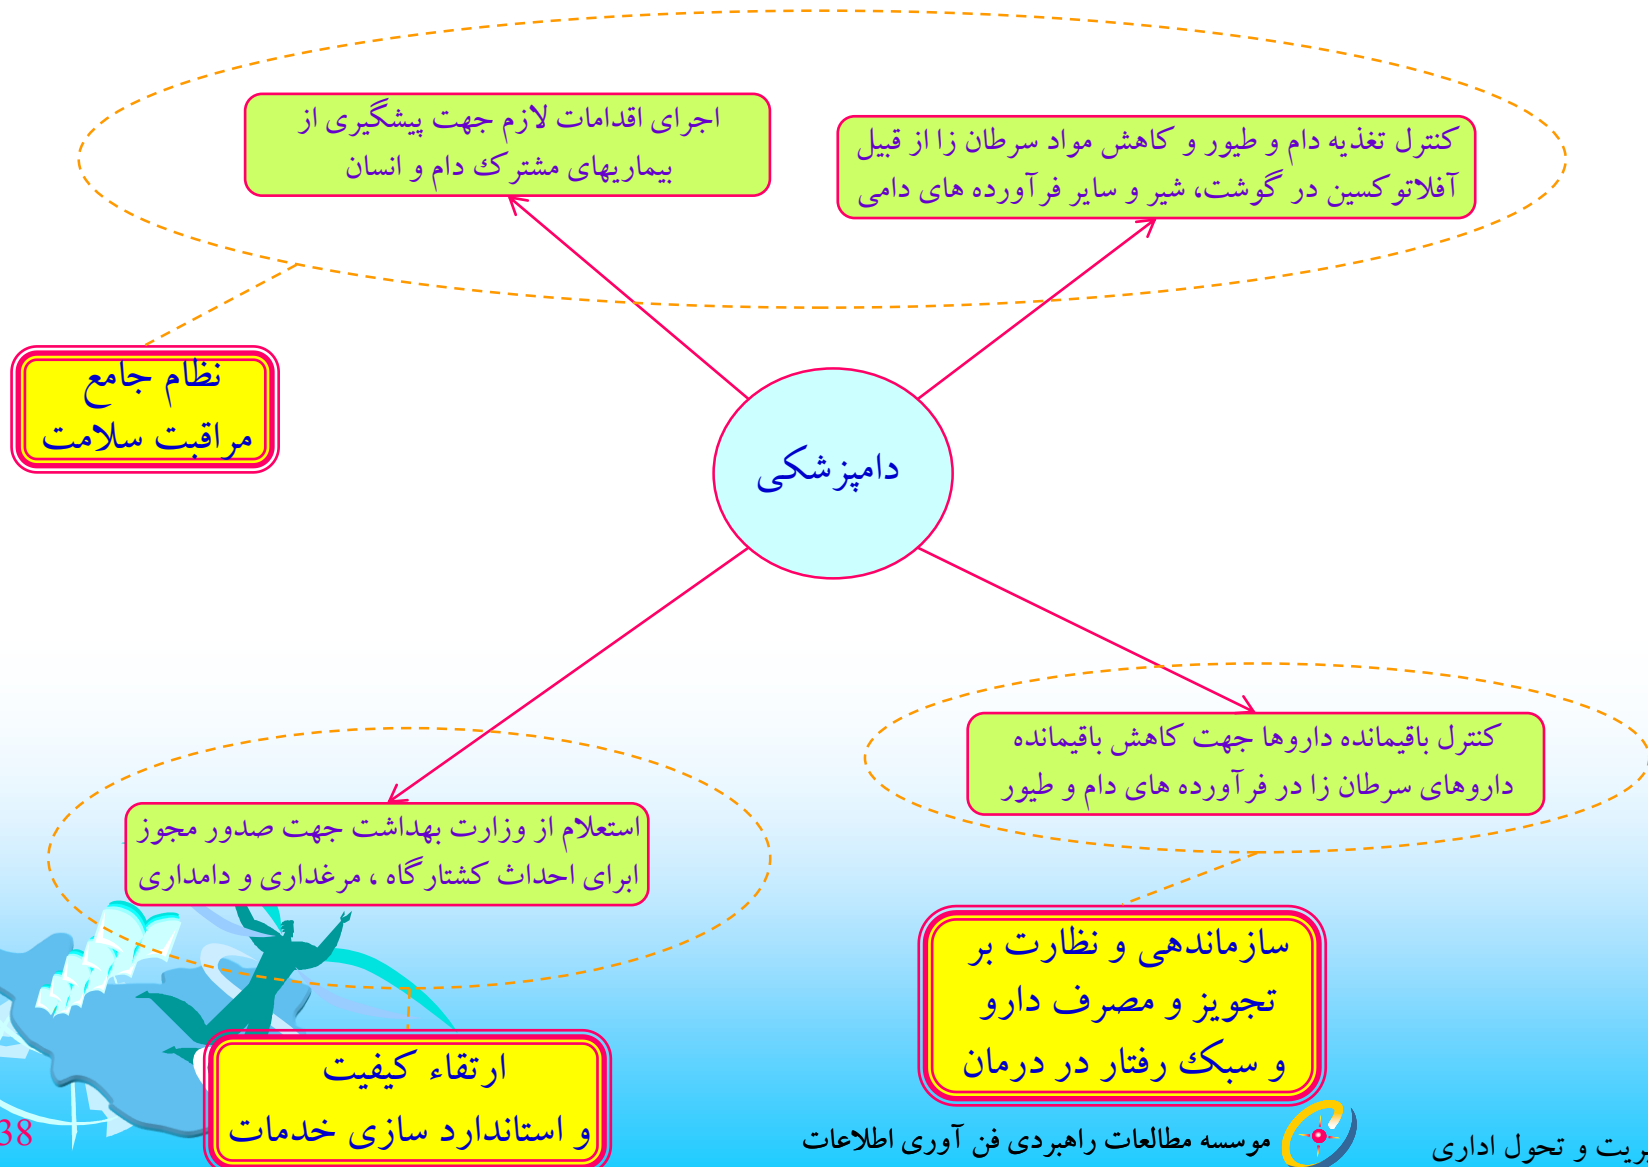 اجرای اقدامات لازم جهت پیشگیری از
بیماریهای مشترك دام و انسان
کنترل تغذیه دام و طیور و کاهش مواد سرطان زا از قبیل
آفلاتوکسین در گوشت، شیر و سایر فرآورده های دامی
نظام جامع
مراقبت سلامت
دامپزشکی
کنترل باقیمانده داروها جهت کاهش باقیمانده
داروهای سرطان زا در فرآورده های دام و طیور
استعلام از وزارت بهداشت جهت صدور مجوز
ابرای احداث کشتارگاه ، مرغداری و دامداری
سازماندهی و نظارت بر
تجویز و مصرف دارو
و سبك رفتار در درمان
ارتقاء کیفیت
و استاندارد سازی خدمات
موسسه مطالعات راهبردی فن آوری اطلاعات
و تحول اداری
38